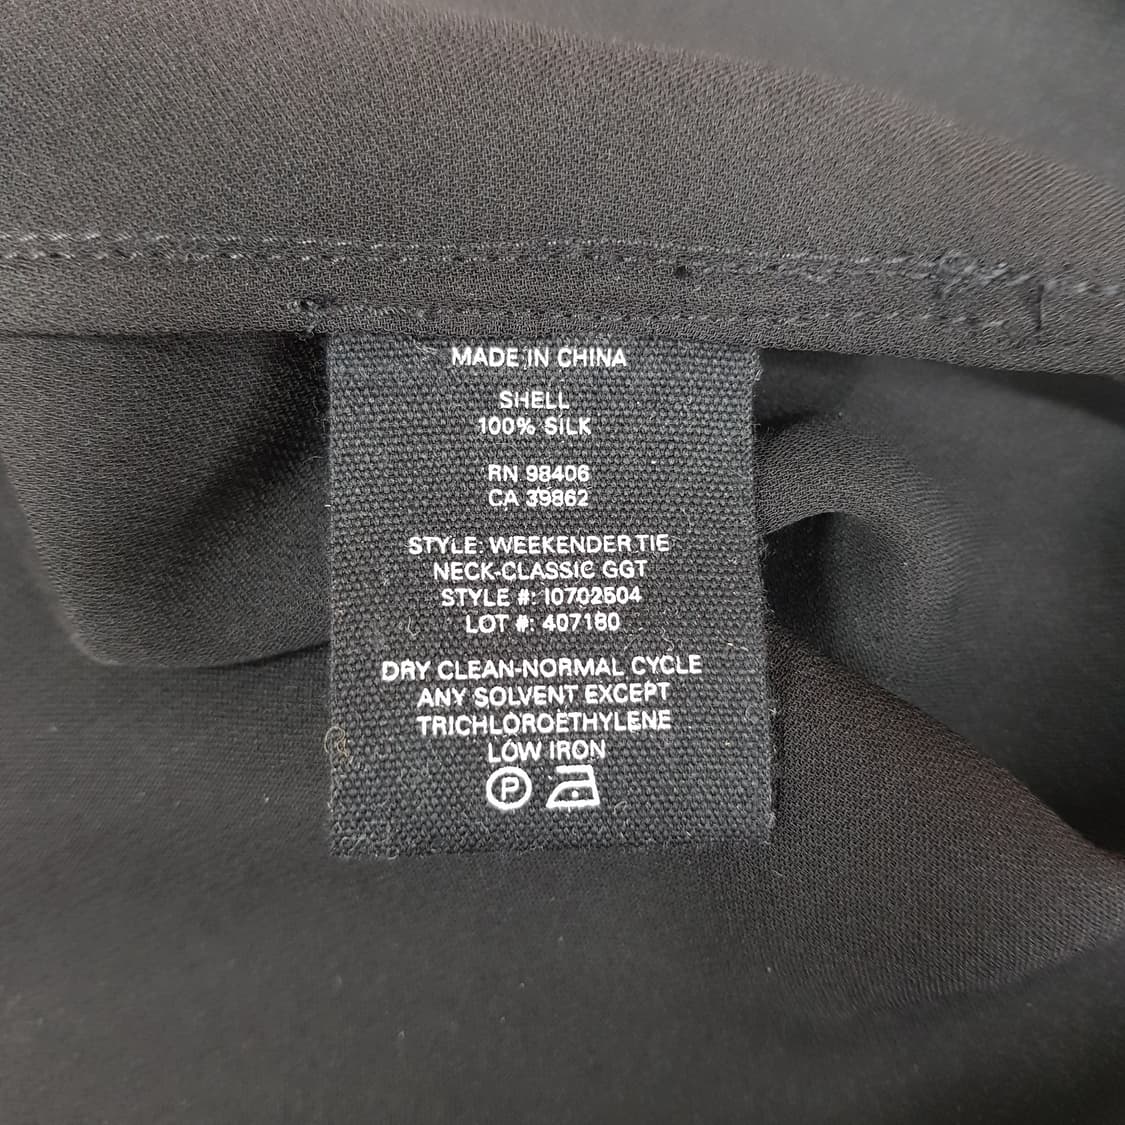 MADE IN CHINA
SHELL
100% SILK
RN 98406
CA 39862
STYLE: WEEKENDER TIE
NECK-CLASSIC GGT
STYLE #: I0702504
LOT #: 407180
DRY CLEAN-NORMAL CYCLE
ANY SOLVENT EXCEPT
TRICHLOROETHYLENE
LOW IRON
P